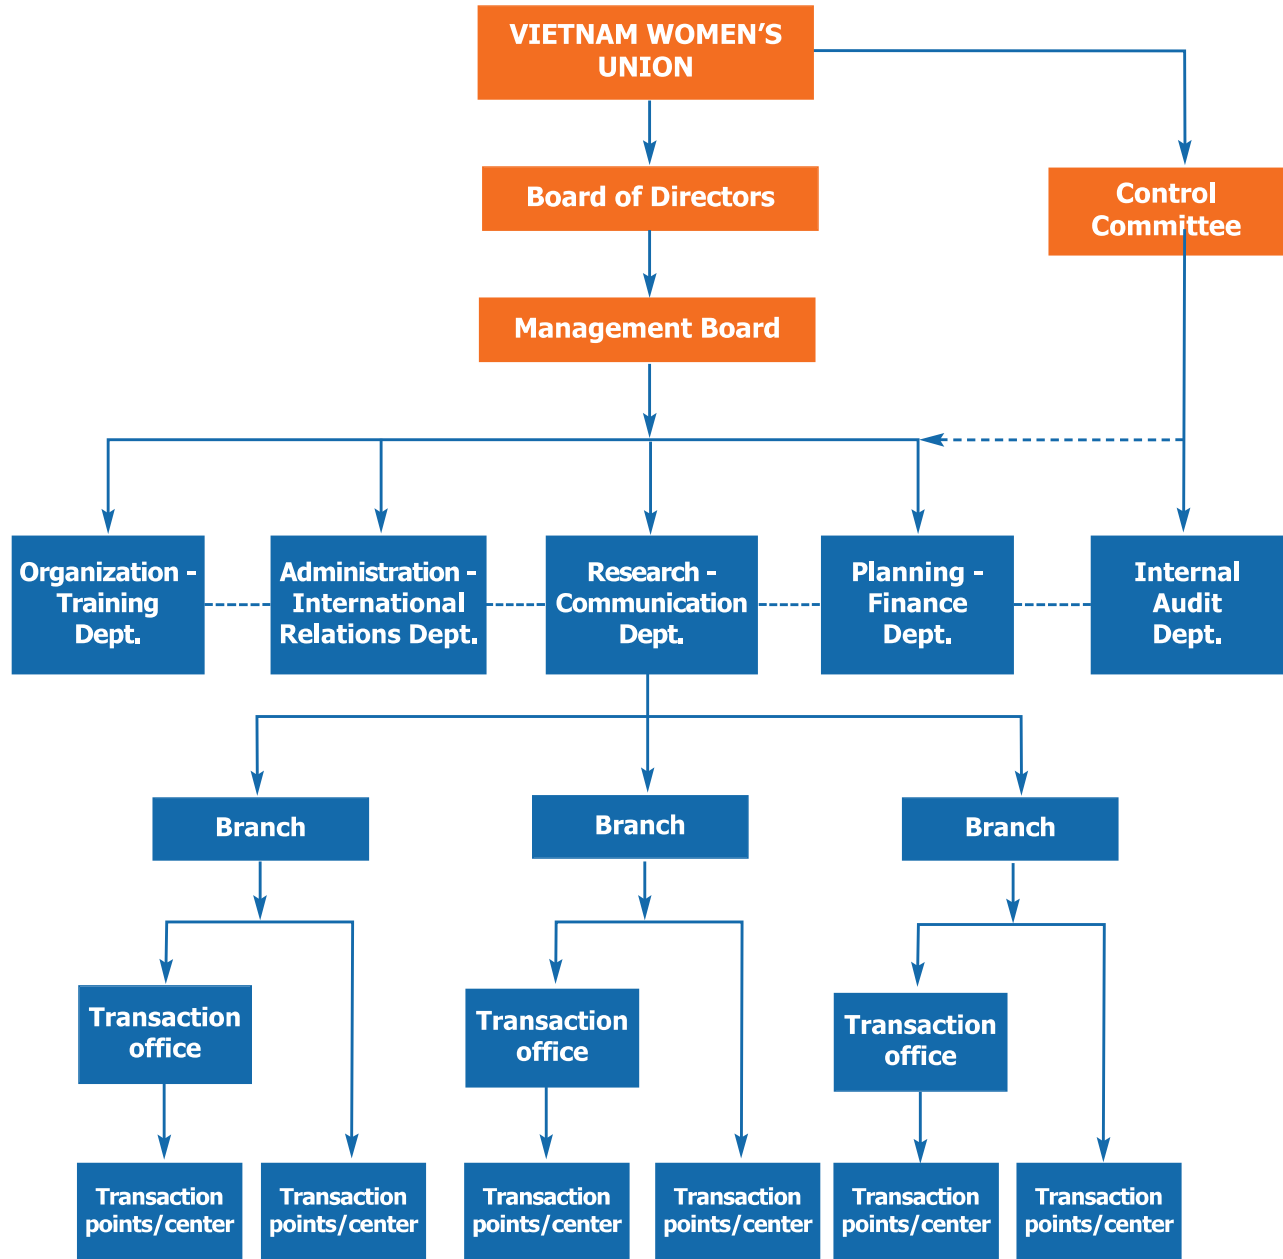 VIETNAM WOMEN’S
UNION
Board of Directors
Control
Committee
Management Board
Organization -
Training
Dept.
Administration -
International
Relations Dept.
Research -
Communication
Dept.
Planning -
Finance
Dept.
Internal
Audit
Dept.
Branch
Branch
Branch
Transaction
office
Transaction
office
Transaction
office
Transaction
points/center
Transaction
points/center
Transaction
points/center
Transaction
points/center
Transaction
points/center
Transaction
points/center